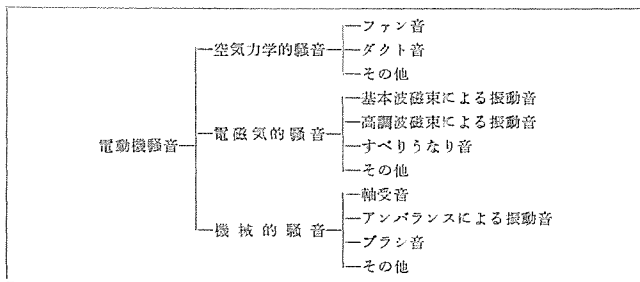 ファン音
空気力学的騒音
ダクト音
その他
基本波磁束による振動音
高調波磁束による振動音
電動機騒音
電磁気的騒音
すべりうなり音
その他
軸受音
アンバランスによる振動音
機械的騒音
ブラシ音
その他